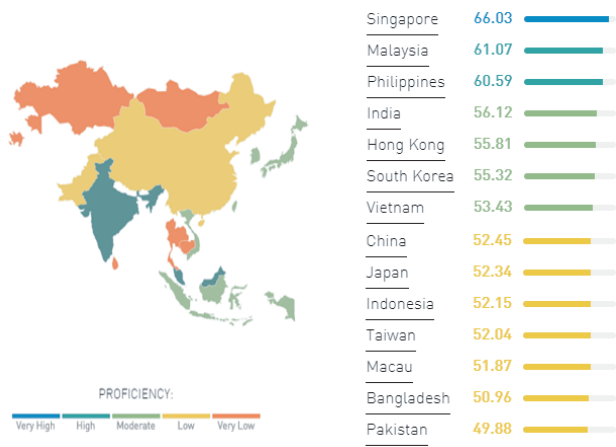 Singapore 66.03
Malaysia 61.07
Philippines 60.59
India 56.12
Hong Kong 55.81
South Korea 55.32
Vietnam 53.43
China 52.45
Japan 52.34
Indonesia 52.15
Taiwan 52.04
Macau 51.87
Bangladesh 50.96
Pakistan 49.88
PROFICIENCY:
Very High High Moderate Low Very Low